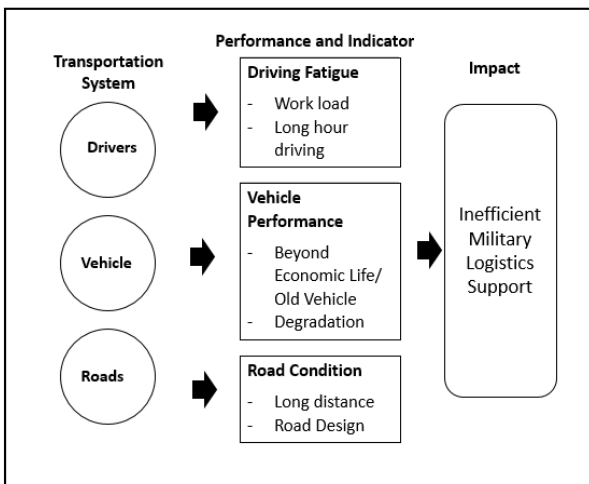 Transportation
System
Drivers
Vehicle
Roads
Performance and Indicator
Driving Fatigue
- Work load
- Long hour
driving
Vehicle
Performance
- Beyond
Economic Life/
Old Vehicle
- Degradation
Road Condition
- Long distance
- Road Design
Impact
Inefficient
Military
Logistics
Support